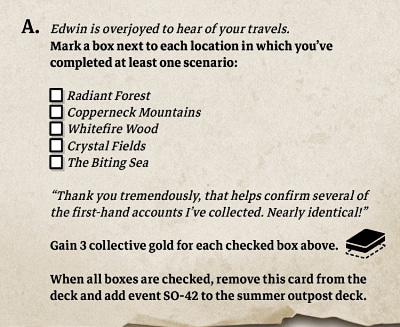 A. Edwin is overjoyed to hear of your travels.
Mark a box next to each location in which you’ve
completed at least one scenario:
Radiant Forest
Copperneck Mountains
Whitefire Wood
Crystal Fields
The Biting Sea
“Thank you tremendously, that helps confirm several of
the first-hand accounts I’ve collected. Nearly identical!”
Gain 3 collective gold for each checked box above.
When all boxes are checked, remove this card from the
deck and add event SO-42 to the summer outpost deck.